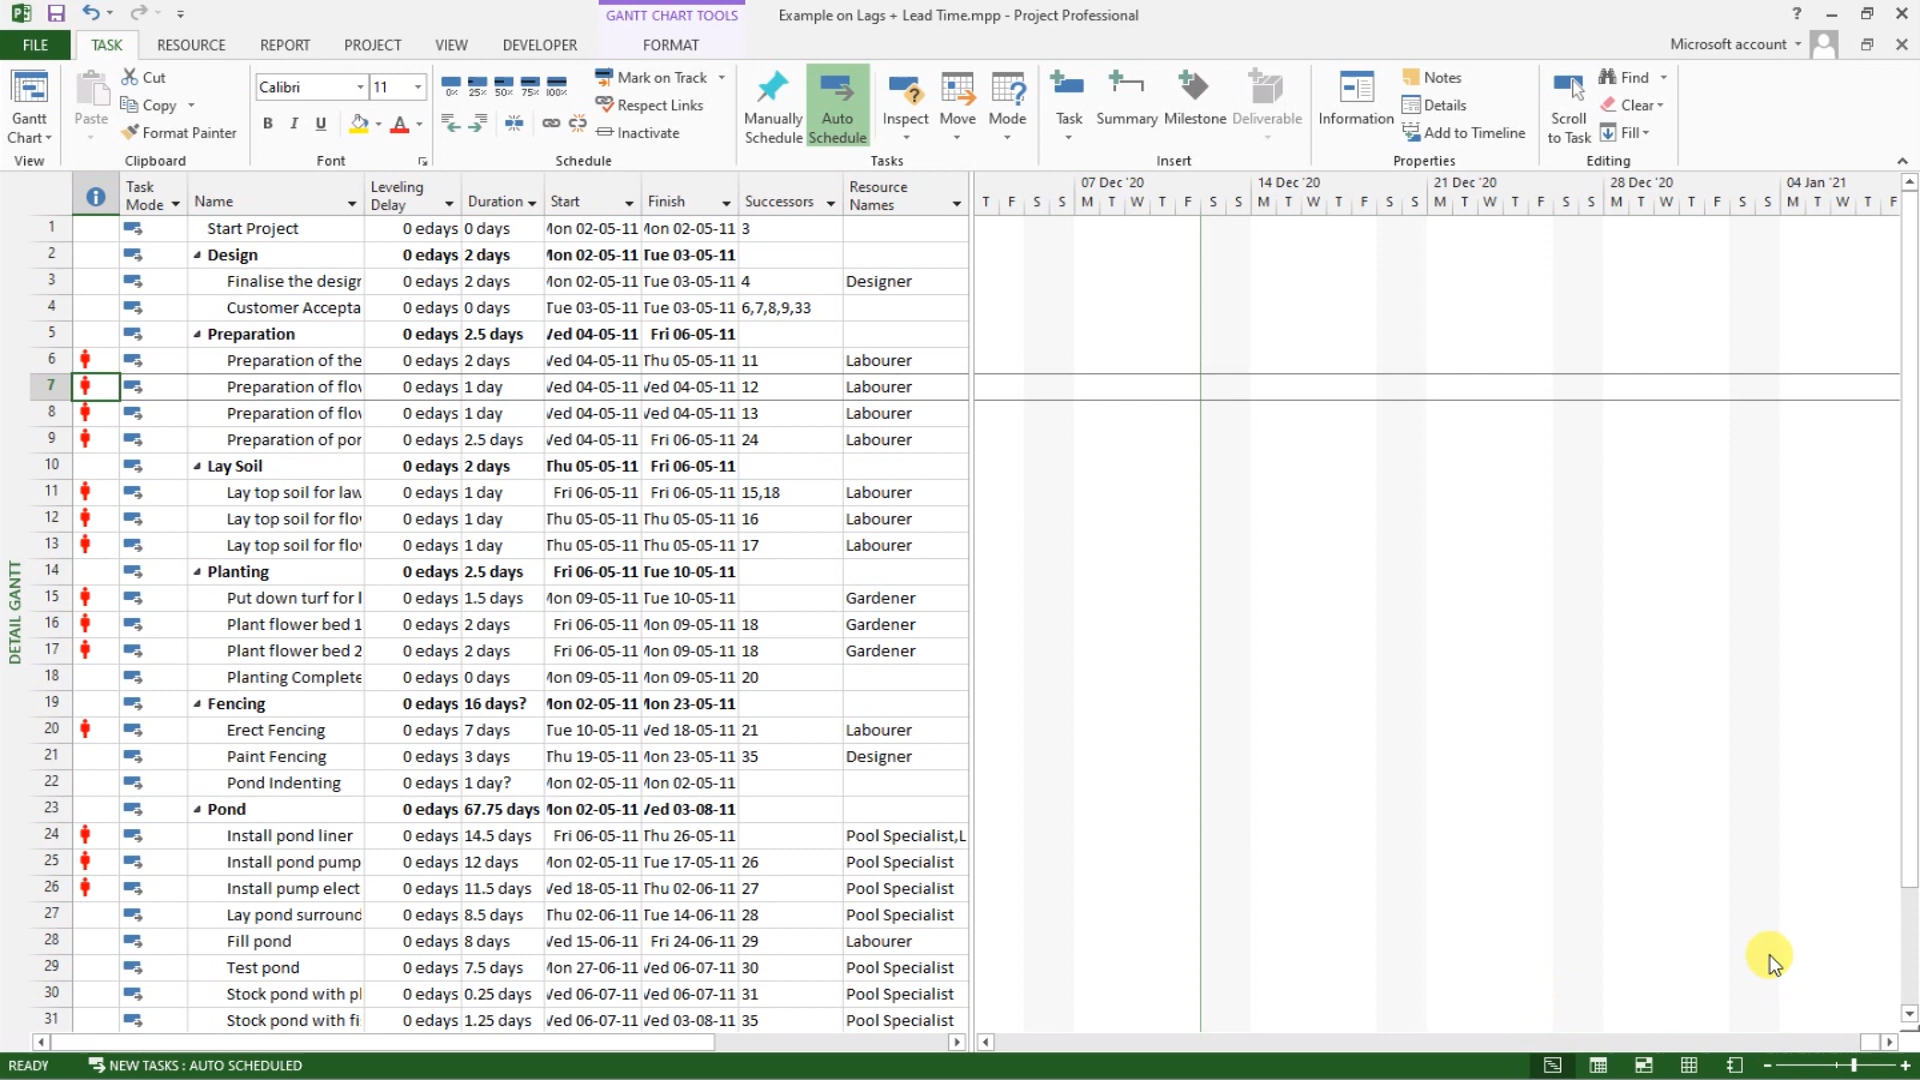 GANTT CHART TOOLS
Example on Lags + Lead Time.mpp - Project Professional
FILE TASK RESOURCE REPORT PROJECT VIEW DEVELOPER FORMAT Microsoft account
Gantt Chart
View
Paste
Cut
Copy
Format Painter
Clipboard
Calibri 11
B I U A
Font
0% 25% 50% 75% 100%
Mark on Track
Respect Links
Inactivate
Schedule
Manually Schedule
Auto Schedule
Inspect
Move
Mode
Tasks
Task
Summary
Milestone
Deliverable
Insert
Information
Notes
Details
Add to Timeline
Properties
Scroll to Task
Find
Clear
Fill
Editing
Task Mode Name Leveling Delay Duration Start Finish Successors Resource Names
07 Dec '20 14 Dec '20 21 Dec '20 28 Dec '20 04 Jan '21
T F S S M T W T F S S M T W T F S S M T W T F S S M T W T F S S M T W T F
1 Start Project 0 edays 0 days Mon 02-05-11 Mon 02-05-11 3
2 Design 0 edays 2 days Mon 02-05-11 Tue 03-05-11
3 Finalise the design 0 edays 2 days Mon 02-05-11 Tue 03-05-11 4 Designer
4 Customer Accepta 0 edays 0 days Tue 03-05-11 Tue 03-05-11 6,7,8,9,33
5 Preparation 0 edays 2.5 days Wed 04-05-11 Fri 06-05-11
6 Preparation of the 0 edays 2 days Wed 04-05-11 Thu 05-05-11 11 Labourer
7 Preparation of flo 0 edays 1 day Wed 04-05-11 Wed 04-05-11 12 Labourer
8 Preparation of flo 0 edays 1 day Wed 04-05-11 Wed 04-05-11 13 Labourer
9 Preparation of por 0 edays 2.5 days Wed 04-05-11 Fri 06-05-11 24 Labourer
10 Lay Soil 0 edays 2 days Thu 05-05-11 Fri 06-05-11
11 Lay top soil for law 0 edays 1 day Fri 06-05-11 Fri 06-05-11 15,18 Labourer
12 Lay top soil for flo 0 edays 1 day Thu 05-05-11 Thu 05-05-11 16 Labourer
13 Lay top soil for flo 0 edays 1 day Thu 05-05-11 Thu 05-05-11 17 Labourer
14 Planting 0 edays 2.5 days Fri 06-05-11 Tue 10-05-11
15 Put down turf for l 0 edays 1.5 days Mon 09-05-11 Tue 10-05-11 Gardener
16 Plant flower bed 1 0 edays 2 days Fri 06-05-11 Mon 09-05-11 18 Gardener
17 Plant flower bed 2 0 edays 2 days Fri 06-05-11 Mon 09-05-11 18 Gardener
18 Planting Complete 0 edays 0 days Mon 09-05-11 Mon 09-05-11 20
19 Fencing 0 edays 16 days? Mon 02-05-11 Mon 23-05-11
20 Erect Fencing 0 edays 7 days Tue 10-05-11 Wed 18-05-11 21 Labourer
21 Paint Fencing 0 edays 3 days Thu 19-05-11 Mon 23-05-11 35 Designer
22 Pond Indenting 0 edays 1 day? Mon 02-05-11 Mon 02-05-11
23 Pond 0 edays 67.75 days Mon 02-05-11 Wed 03-08-11
24 Install pond liner 0 edays 14.5 days Fri 06-05-11 Thu 26-05-11 Pool Specialist,L
25 Install pond pump 0 edays 12 days Mon 02-05-11 Tue 17-05-11 26 Pool Specialist
26 Install pump elect 0 edays 11.5 days Wed 18-05-11 Thu 02-06-11 27 Pool Specialist
27 Lay pond surround 0 edays 8.5 days Thu 02-06-11 Tue 14-06-11 28 Pool Specialist
28 Fill pond 0 edays 8 days Wed 15-06-11 Fri 24-06-11 29 Labourer
29 Test pond 0 edays 7.5 days Mon 27-06-11 Wed 06-07-11 30 Pool Specialist
30 Stock pond with pl 0 edays 0.25 days Wed 06-07-11 Wed 06-07-11 31 Pool Specialist
31 Stock pond with fi 0 edays 1.25 days Wed 06-07-11 Wed 03-08-11 35 Pool Specialist
DETAIL GANTT
READY NEW TASKS : AUTO SCHEDULED